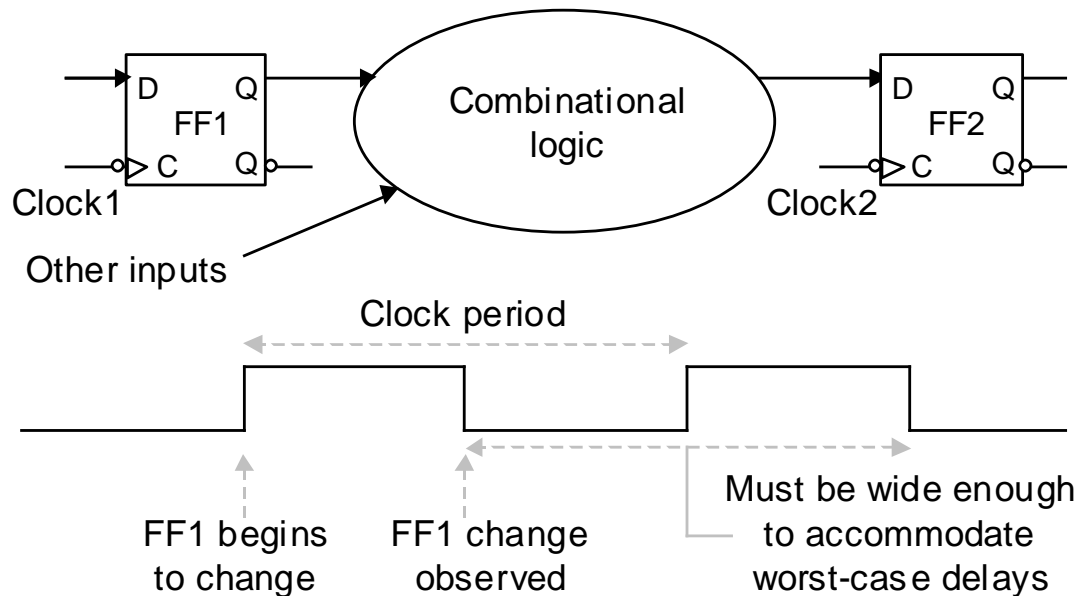 D Q
FF1
C Q
Clock1
Combinational
logic
D Q
FF2
C Q
Clock2
Other inputs
Clock period
FF1 begins
to change
FF1 change
observed
Must be wide enough
to accommodate
worst-case delays